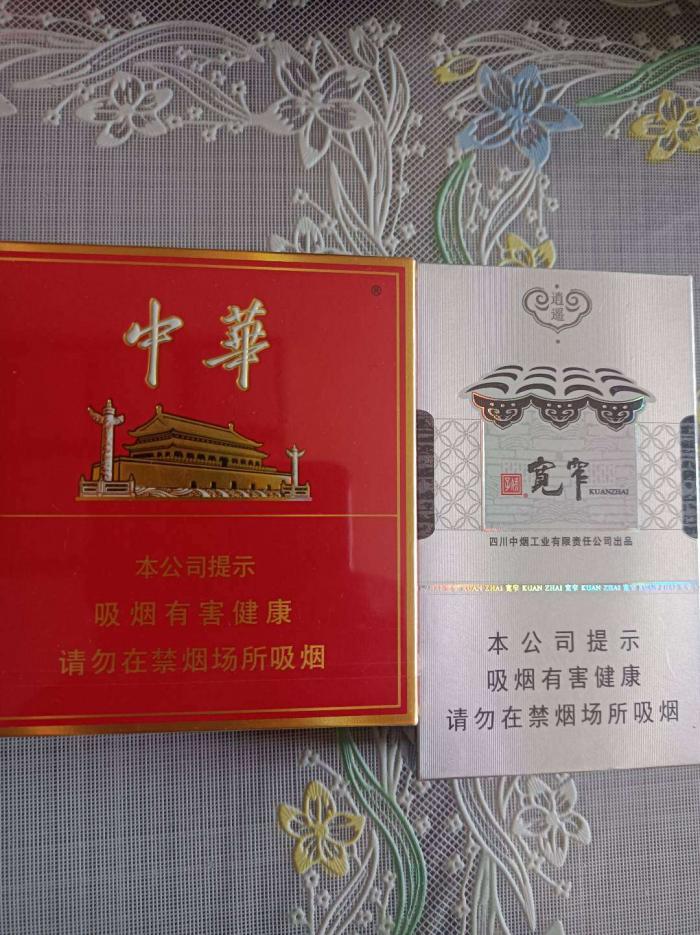 中華
®
本公司提示
吸烟有害健康
请勿在禁烟场所吸烟
逍遥
寬窄
KUANZHAI
®
四川中烟工业有限责任公司出品
宽窄 KUAN ZHAI 宽窄 KUAN ZHAI 宽窄 KUAN ZHAI 宽窄
本公司提示
吸烟有害健康
请勿在禁烟场所吸烟